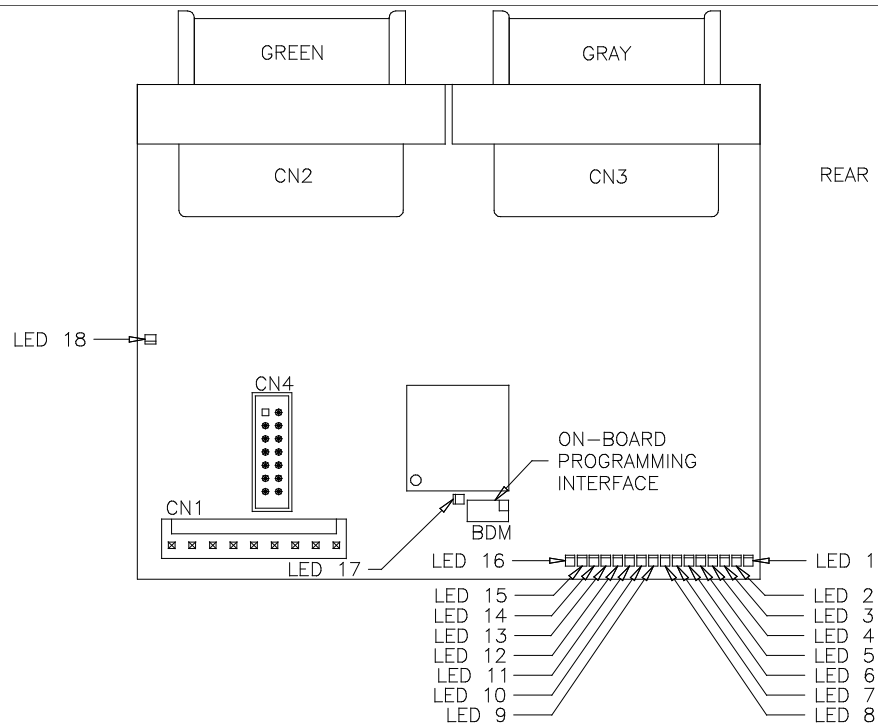 GREEN
GRAY
CN2
CN3
REAR
LED 18
CN4
ON-BOARD
PROGRAMMING
INTERFACE
CN1
BDM
LED 17
LED 16
LED 1
LED 15
LED 2
LED 14
LED 3
LED 13
LED 4
LED 12
LED 5
LED 11
LED 6
LED 10
LED 7
LED 9
LED 8